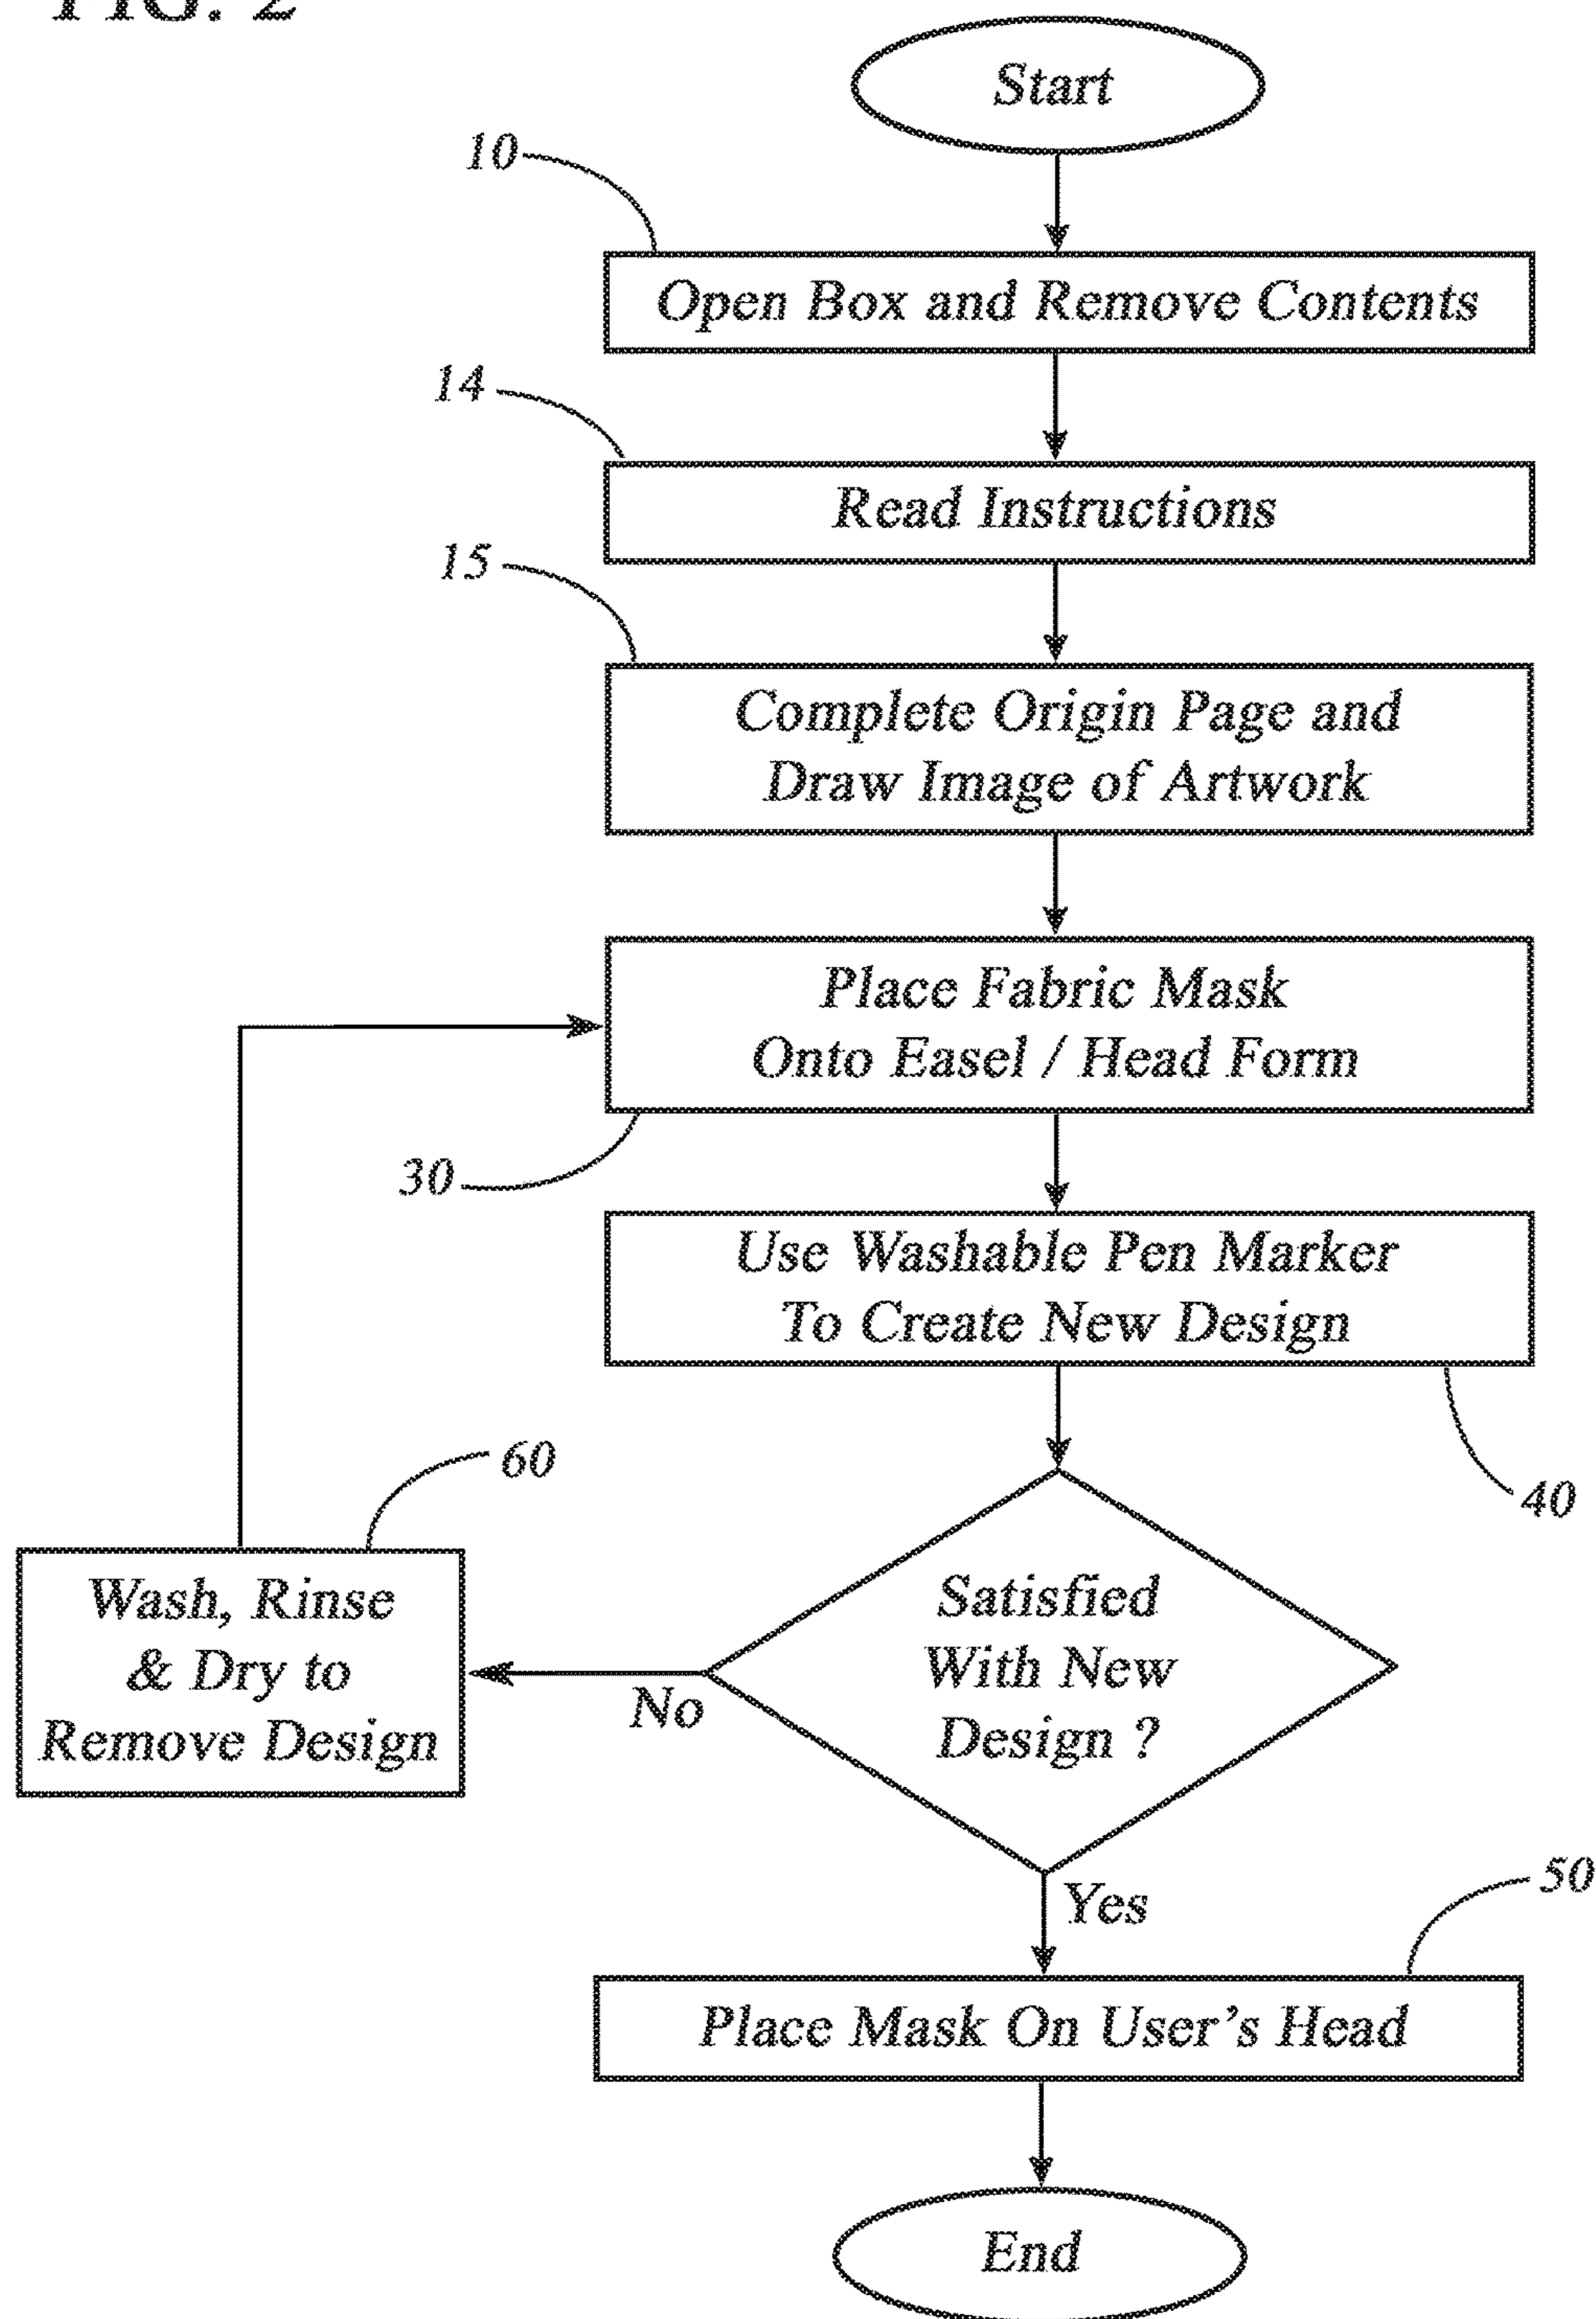 FIG. 2
Start
10
Open Box and Remove Contents
14
Read Instructions
15
Complete Origin Page and
Draw Image of Artwork
Place Fabric Mask
Onto Easel / Head Form
30
Use Washable Pen Marker
To Create New Design
40
60
Wash, Rinse
& Dry to
Remove Design
No
Satisfied
With New
Design ?
Yes
50
Place Mask On User's Head
End